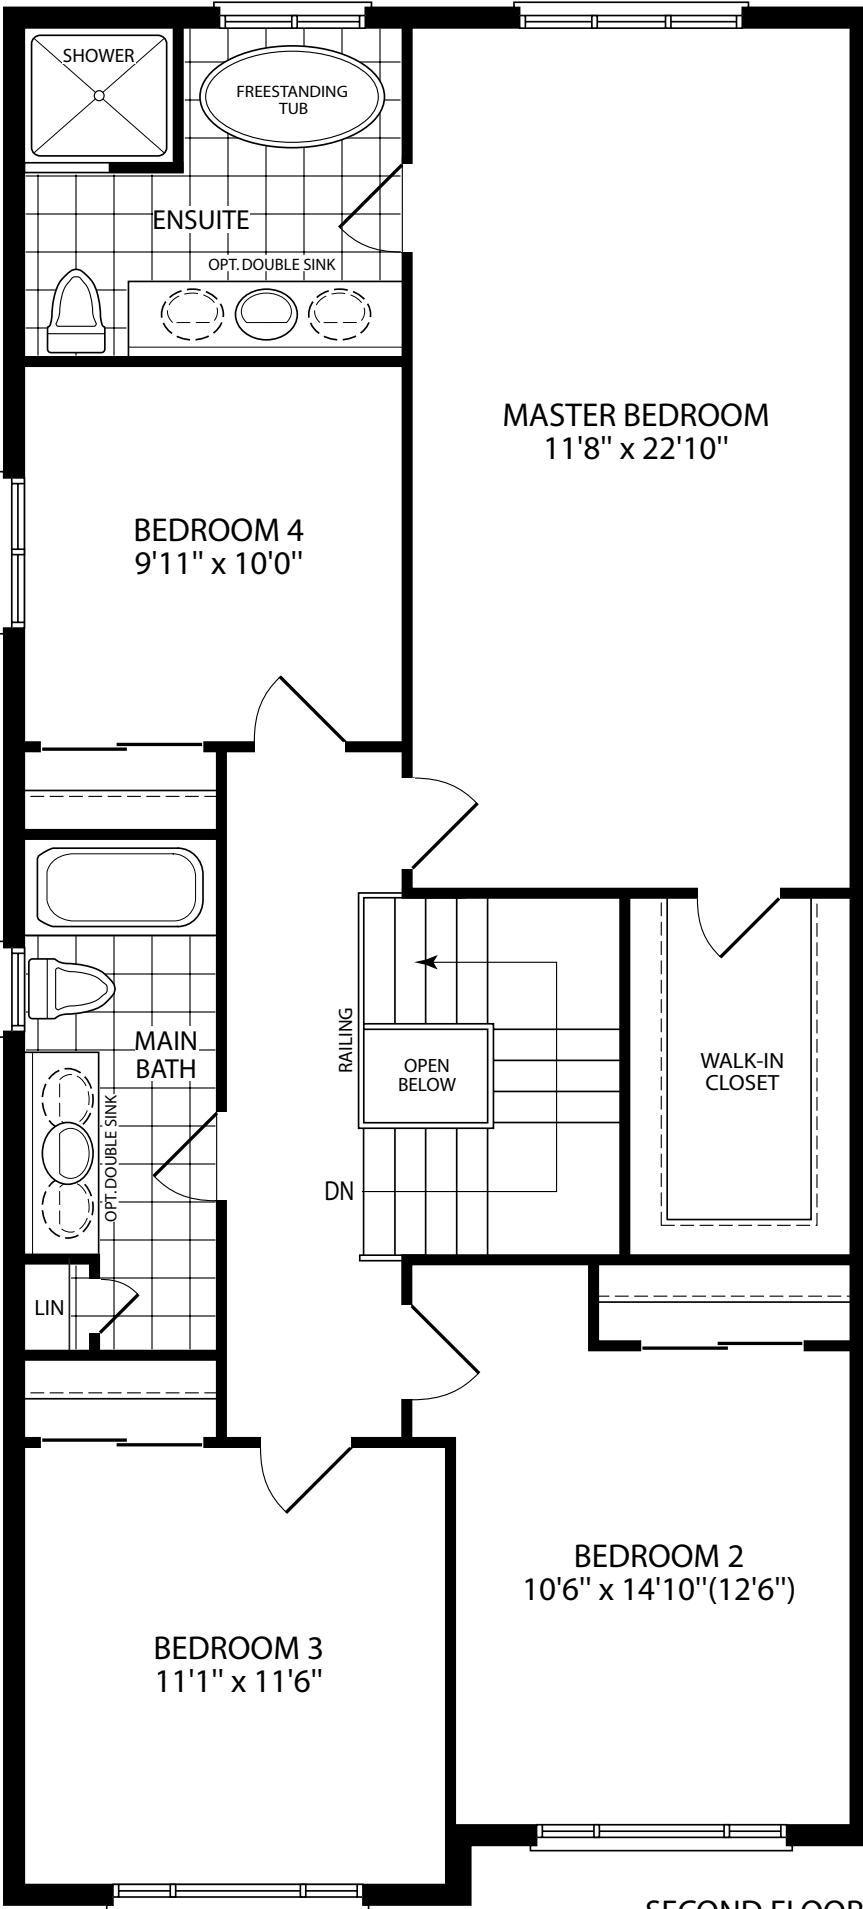 SHOWER
FREESTANDING
TUB
ENSUITE
OPT. DOUBLE SINK
MASTER BEDROOM
11'8" x 22'10"
BEDROOM 4
9'11" x 10'0"
MAIN
BATH
OPT. DOUBLE SINK
RAILING
OPEN
BELOW
WALK-IN
CLOSET
DN
LIN
BEDROOM 2
10'6" x 14'10"(12'6")
BEDROOM 3
11'1" x 11'6"
SECOND FLOOR